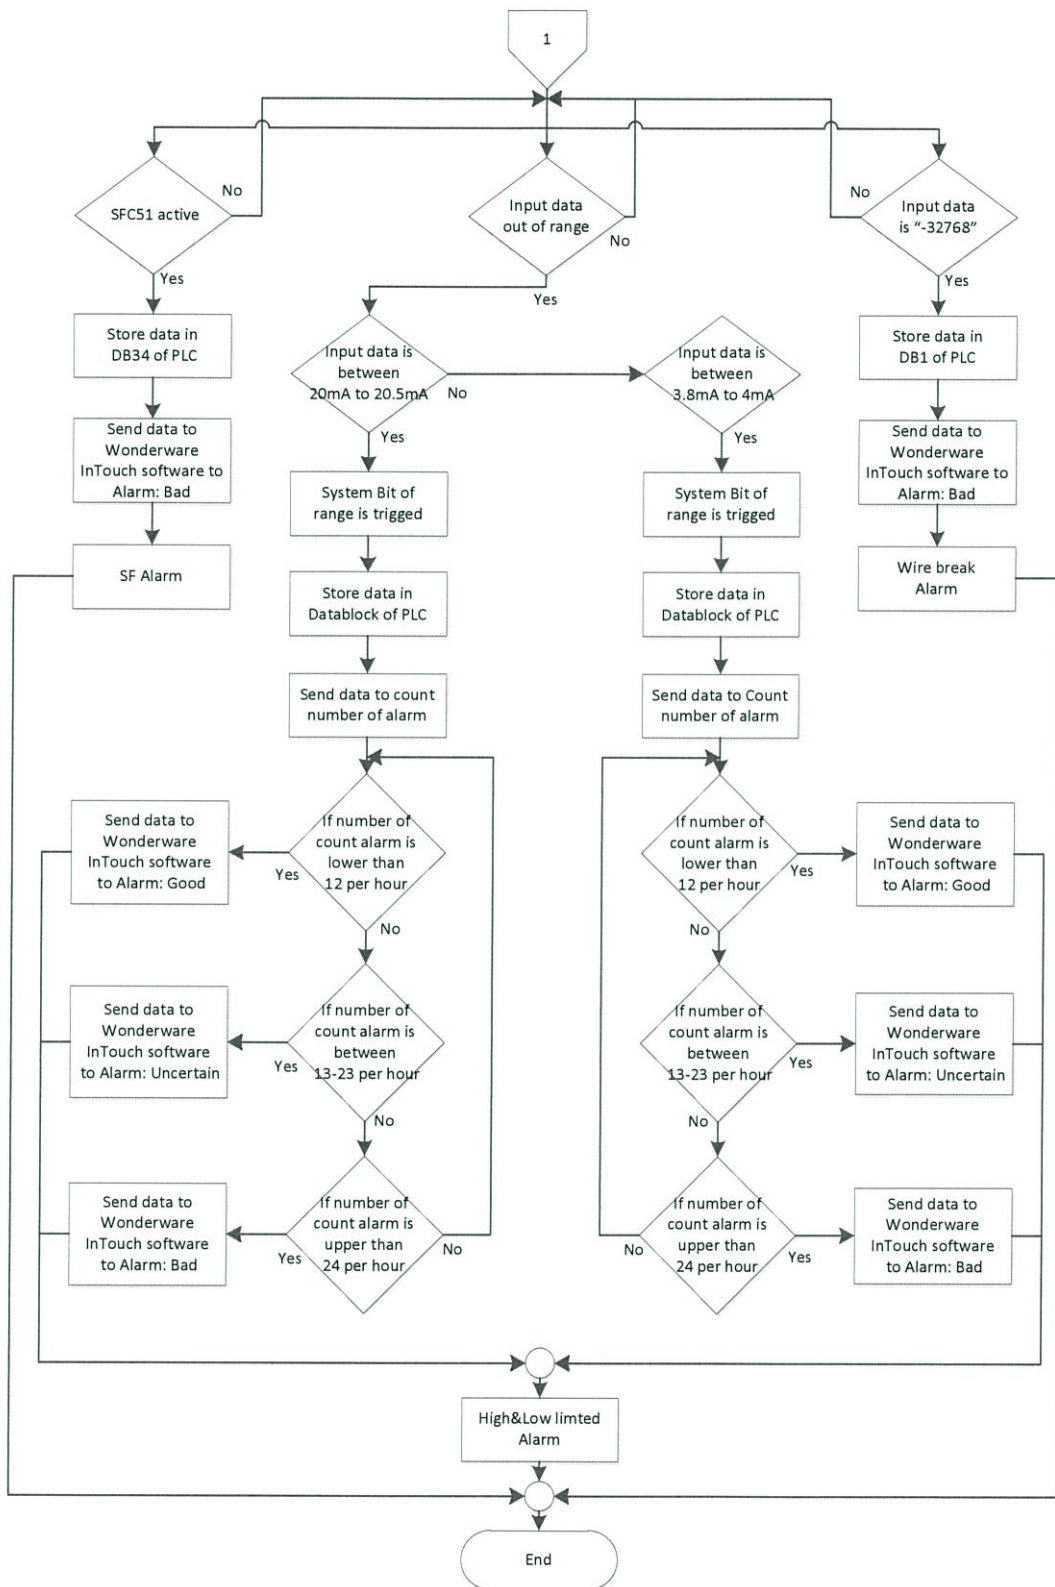 1
SFC51 active
No
Yes
Input data
out of range
No
Yes
Input data
is “-32768”
No
Yes
Store data in
DB34 of PLC
Send data to
Wonderware
InTouch software to
Alarm: Bad
SF Alarm
Input data is
between
20mA to 20.5mA
No
Yes
Input data is
between
3.8mA to 4mA
Yes
Store data in
DB1 of PLC
Send data to
Wonderware
InTouch software to
Alarm: Bad
Wire break
Alarm
System Bit of
range is trigged
Store data in
Datablock of PLC
Send data to count
number of alarm
System Bit of
range is trigged
Store data in
Datablock of PLC
Send data to Count
number of alarm
If number of
count alarm is
lower than
12 per hour
Yes
No
Send data to
Wonderware
InTouch software
to Alarm: Good
If number of
count alarm is
between
13-23 per hour
Yes
No
Send data to
Wonderware
InTouch software
to Alarm: Uncertain
If number of
count alarm is
upper than
24 per hour
Yes
No
Send data to
Wonderware
InTouch software
to Alarm: Bad
If number of
count alarm is
lower than
12 per hour
Yes
No
Send data to
Wonderware
InTouch software
to Alarm: Good
If number of
count alarm is
between
13-23 per hour
Yes
No
Send data to
Wonderware
InTouch software
to Alarm: Uncertain
If number of
count alarm is
upper than
24 per hour
No
Yes
Send data to
Wonderware
InTouch software
to Alarm: Bad
High&Low limted
Alarm
End